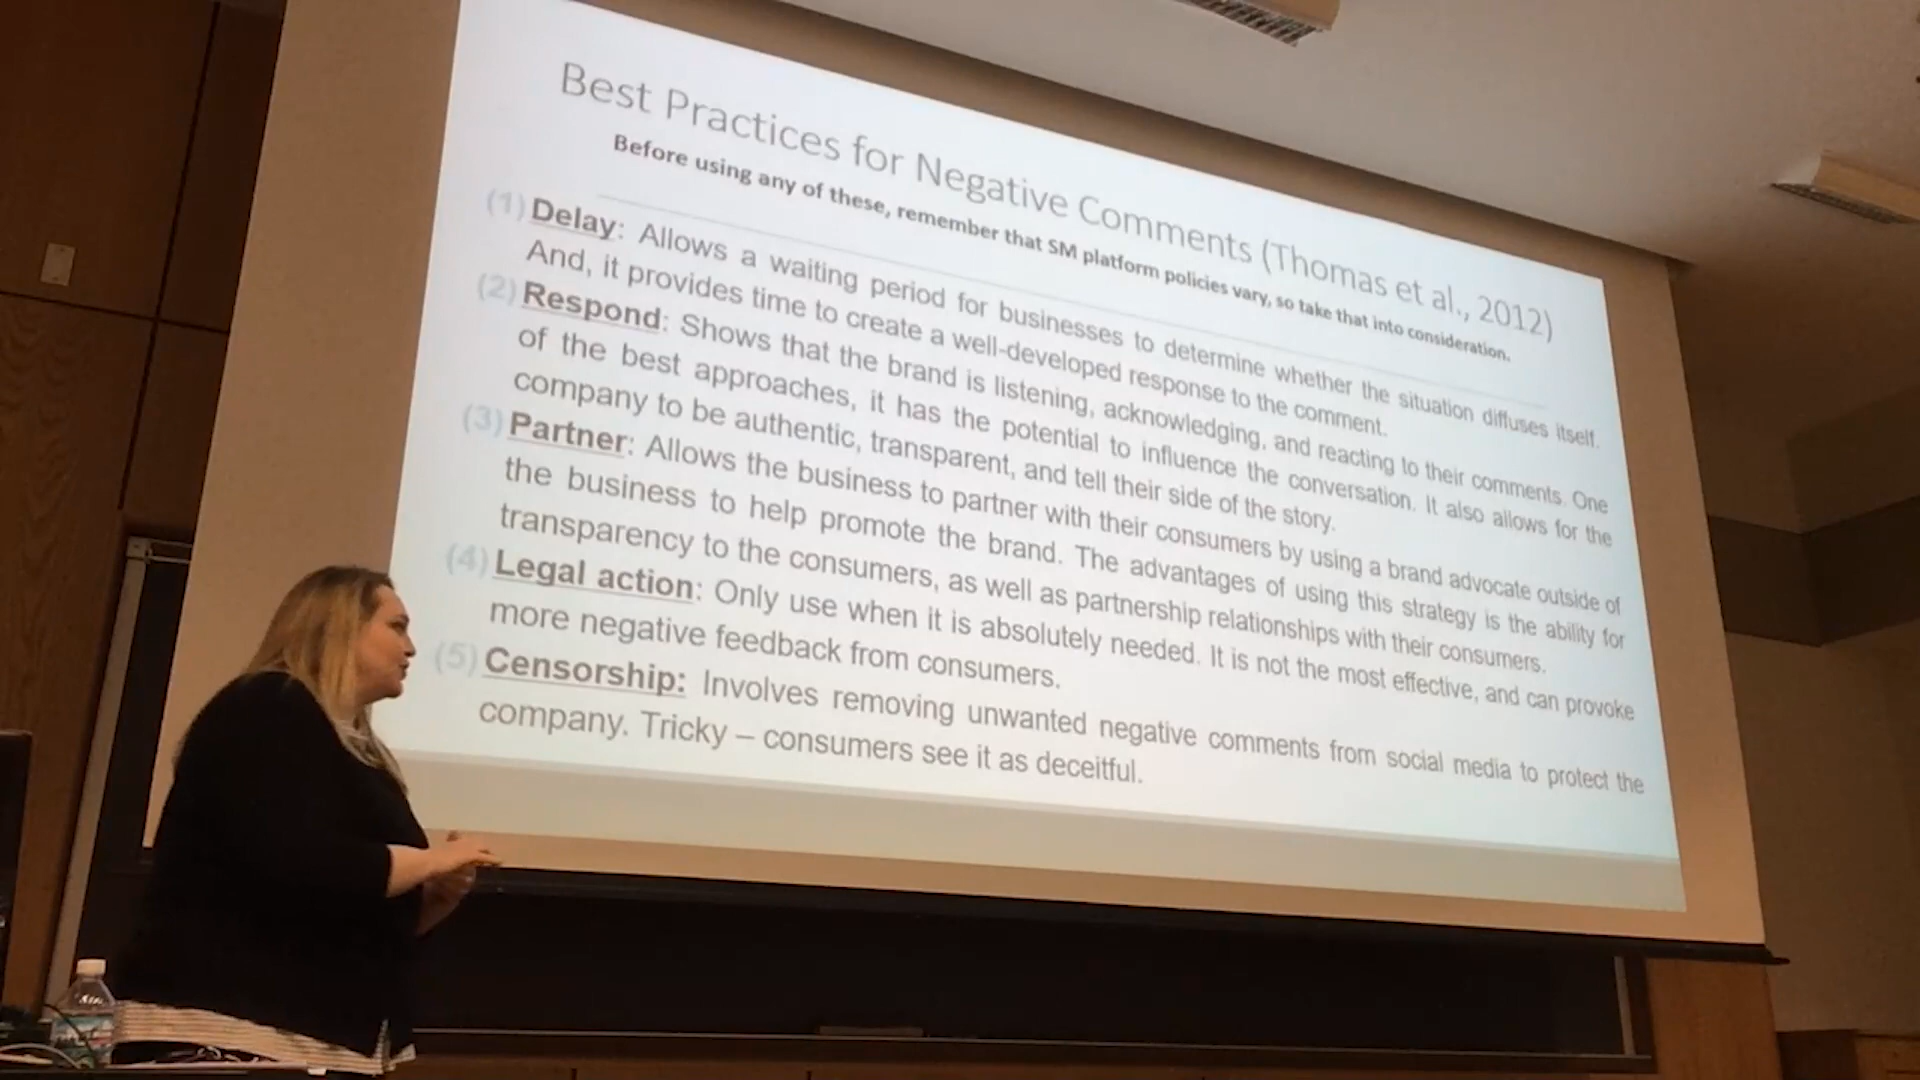 Best Practices for Negative Comments (Thomas et al., 2012)
Before using any of these, remember that SM platform policies vary, so take that into consideration.
(1) Delay: Allows a waiting period for businesses to determine whether the situation diffuses itself.
And, it provides time to create a well-developed response to the comment.
(2) Respond: Shows that the brand is listening, acknowledging, and reacting to their comments. One
of the best approaches, it has the potential to influence the conversation. It also allows for the
company to be authentic, transparent, and tell their side of the story.
(3) Partner: Allows the business to partner with their consumers by using a brand advocate outside of
the business to help promote the brand. The advantages of using this strategy is the ability for
transparency to the consumers, as well as partnership relationships with their consumers.
(4) Legal action: Only use when it is absolutely needed. It is not the most effective, and can provoke
more negative feedback from consumers.
(5) Censorship: Involves removing unwanted negative comments from social media to protect the
company. Tricky – consumers see it as deceitful.